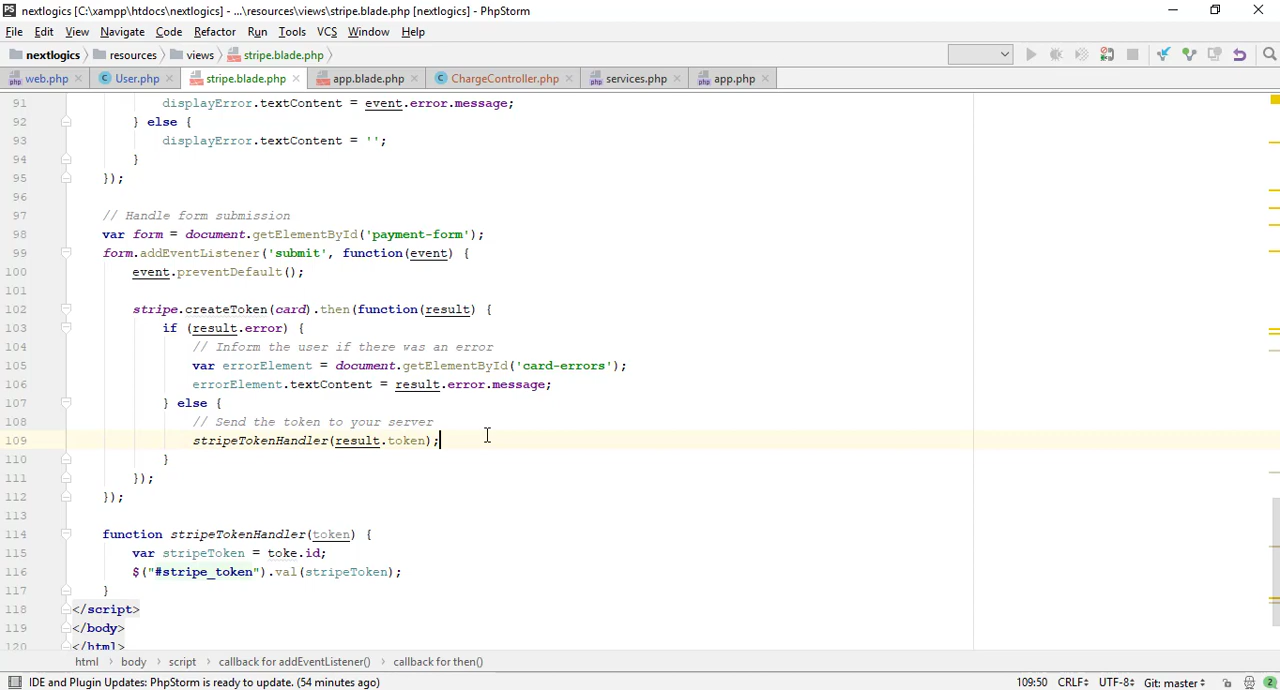 PS nextlogics [C:\xampp\htdocs\nextlogics] - ...\resources\views\stripe.blade.php [nextlogics] - PhpStorm
File Edit View Navigate Code Refactor Run Tools VCS Window Help
nextlogics resources views stripe.blade.php
php web.php C User.php stripe.blade.php app.blade.php C ChargeController.php php services.php php app.php
91 displayError.textContent = event.error.message;
92 } else {
93 displayError.textContent = '';
94 }
95 });
96
97 // Handle form submission
98 var form = document.getElementById('payment-form');
99 form.addEventListener('submit', function(event) {
100 event.preventDefault();
101
102 stripe.createToken(card).then(function(result) {
103 if (result.error) {
104 // Inform the user if there was an error
105 var errorElement = document.getElementById('card-errors');
106 errorElement.textContent = result.error.message;
107 } else {
108 // Send the token to your server
109 stripeTokenHandler(result.token);
110 }
111 });
112 });
113
114 function stripeTokenHandler(token) {
115 var stripeToken = toke.id;
116 $("#stripe_token").val(stripeToken);
117 }
118 </script>
119 </body>
120 </html>
html body script callback for addEventListener() callback for then()
IDE and Plugin Updates: PhpStorm is ready to update. (54 minutes ago) 109:50 CRLF UTF-8 Git: master 2